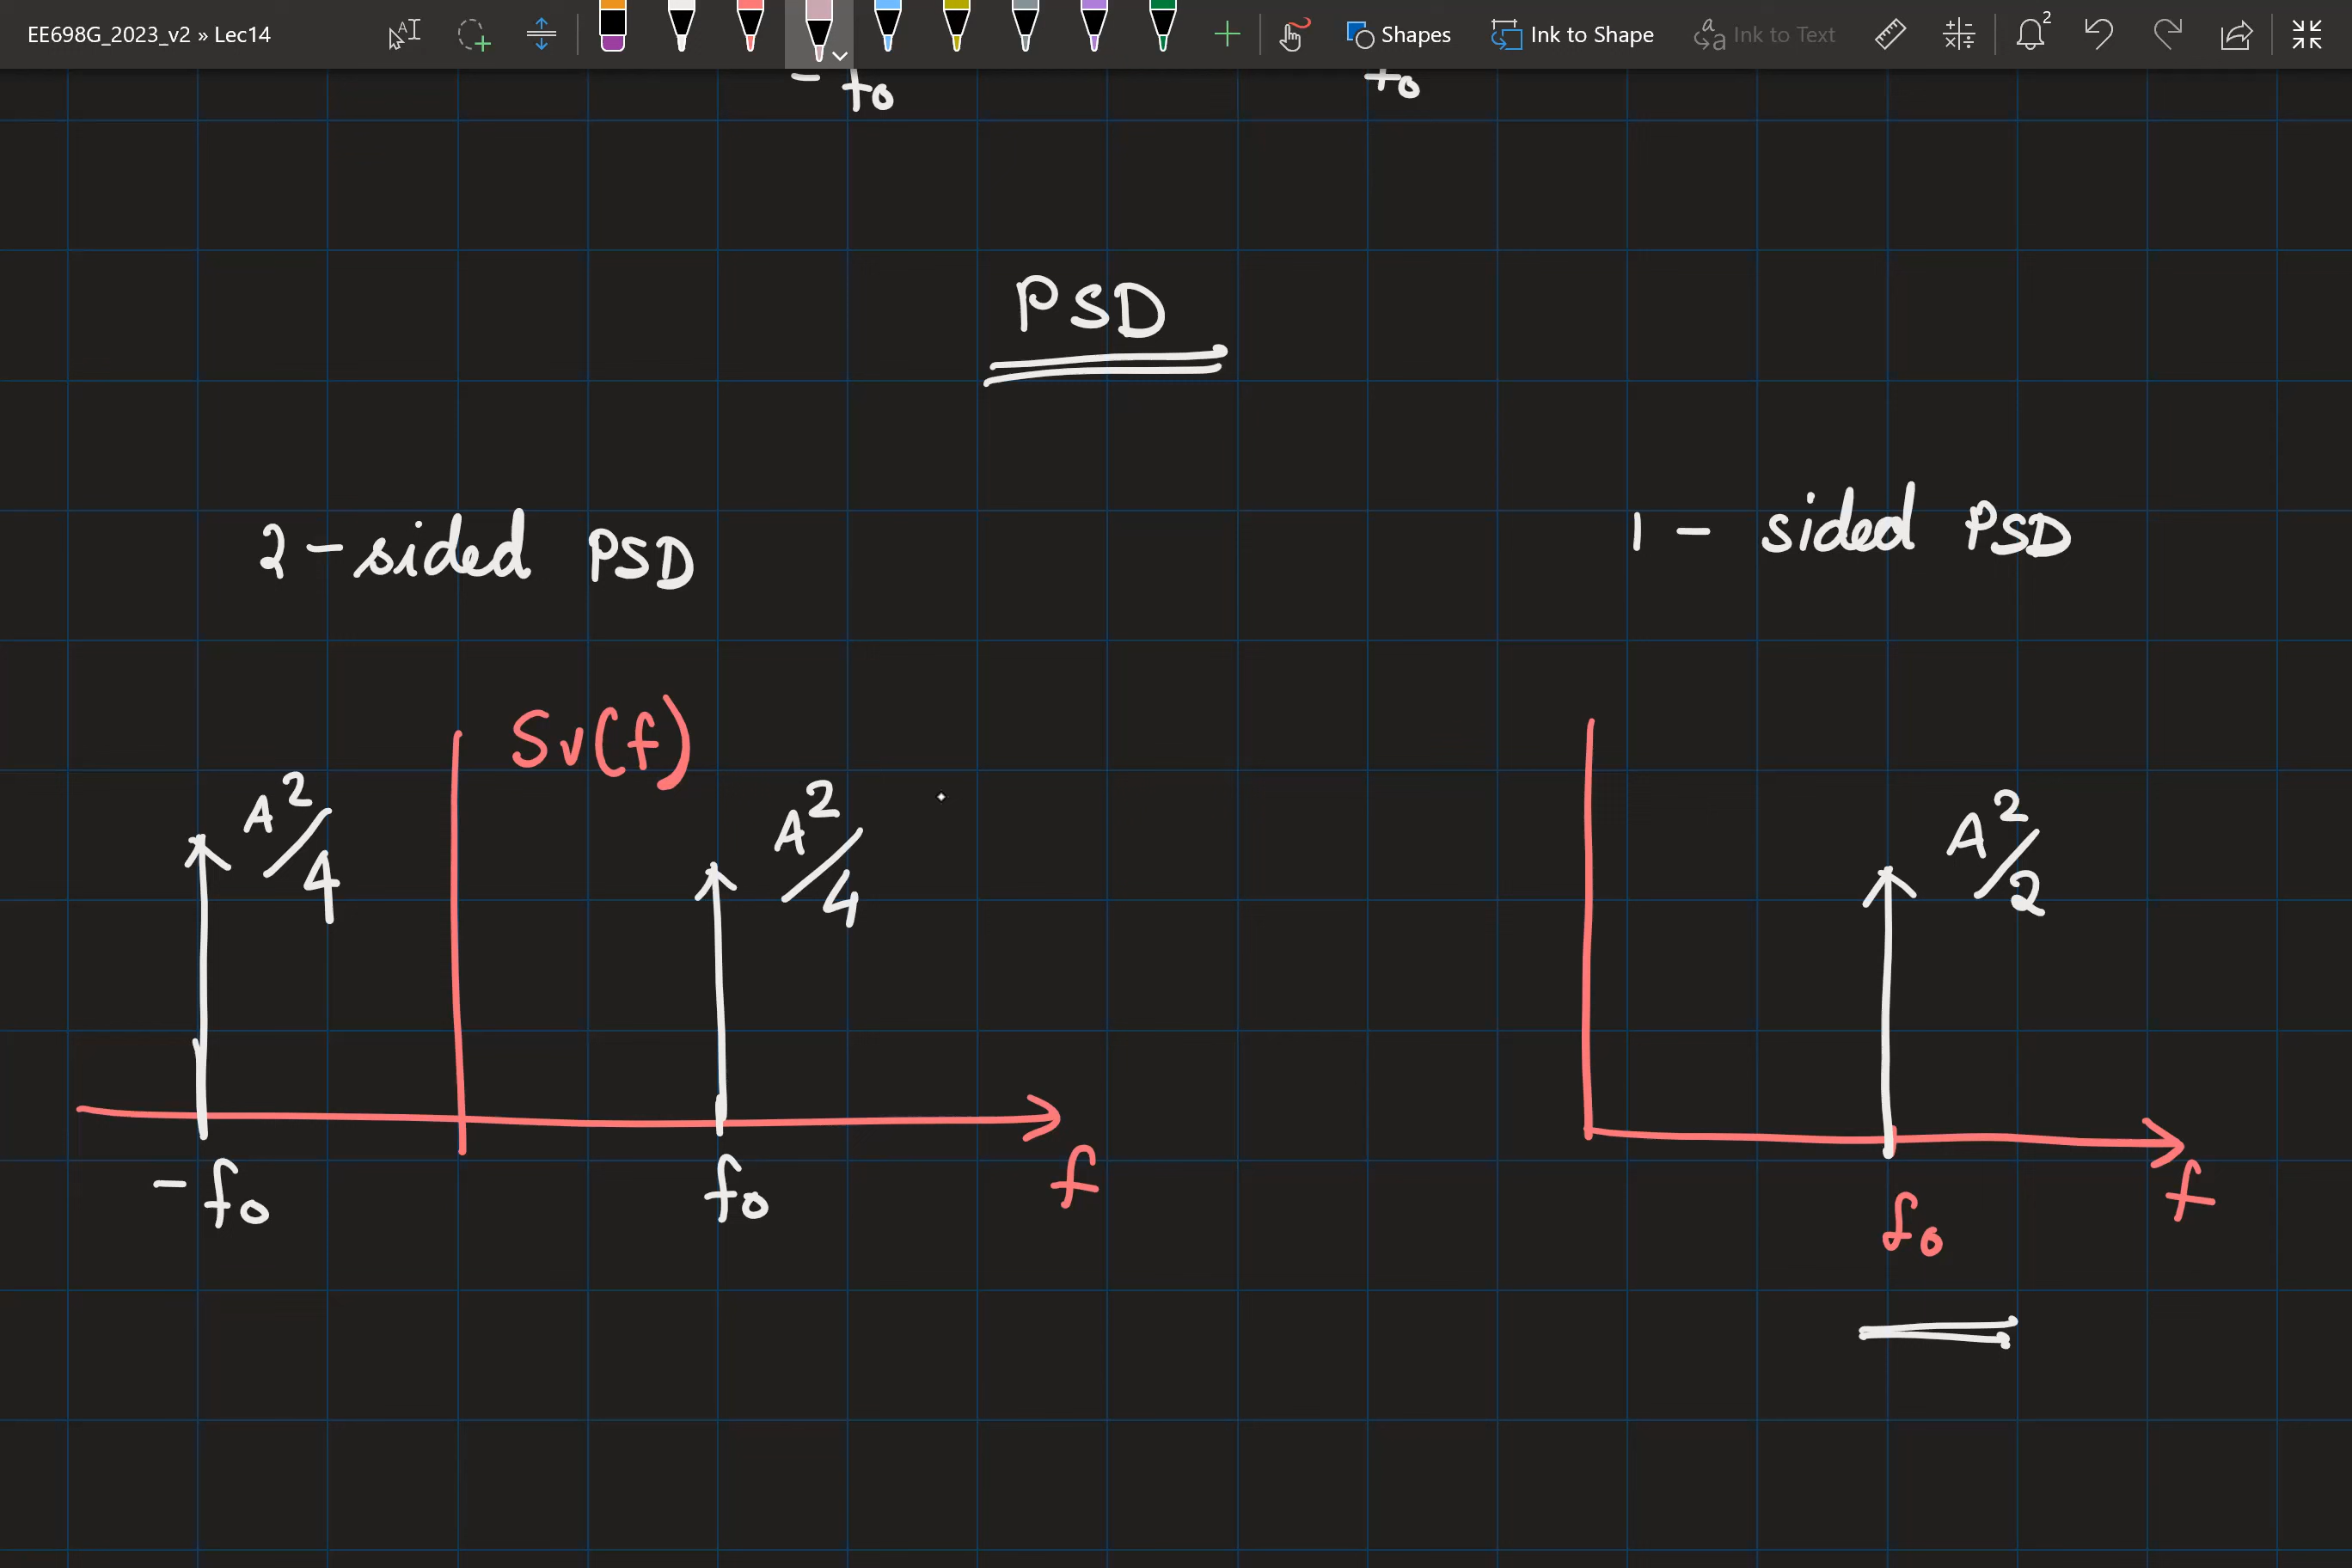 EE698G_2023_v2 » Lec14 Shapes Ink to Shape Ink to Text 2
- f0 f0
PSD
2-sided PSD
1 - sided PSD
Sv(f)
A²/4
A²/4
A²/2
-f0 f0 f
f0 f